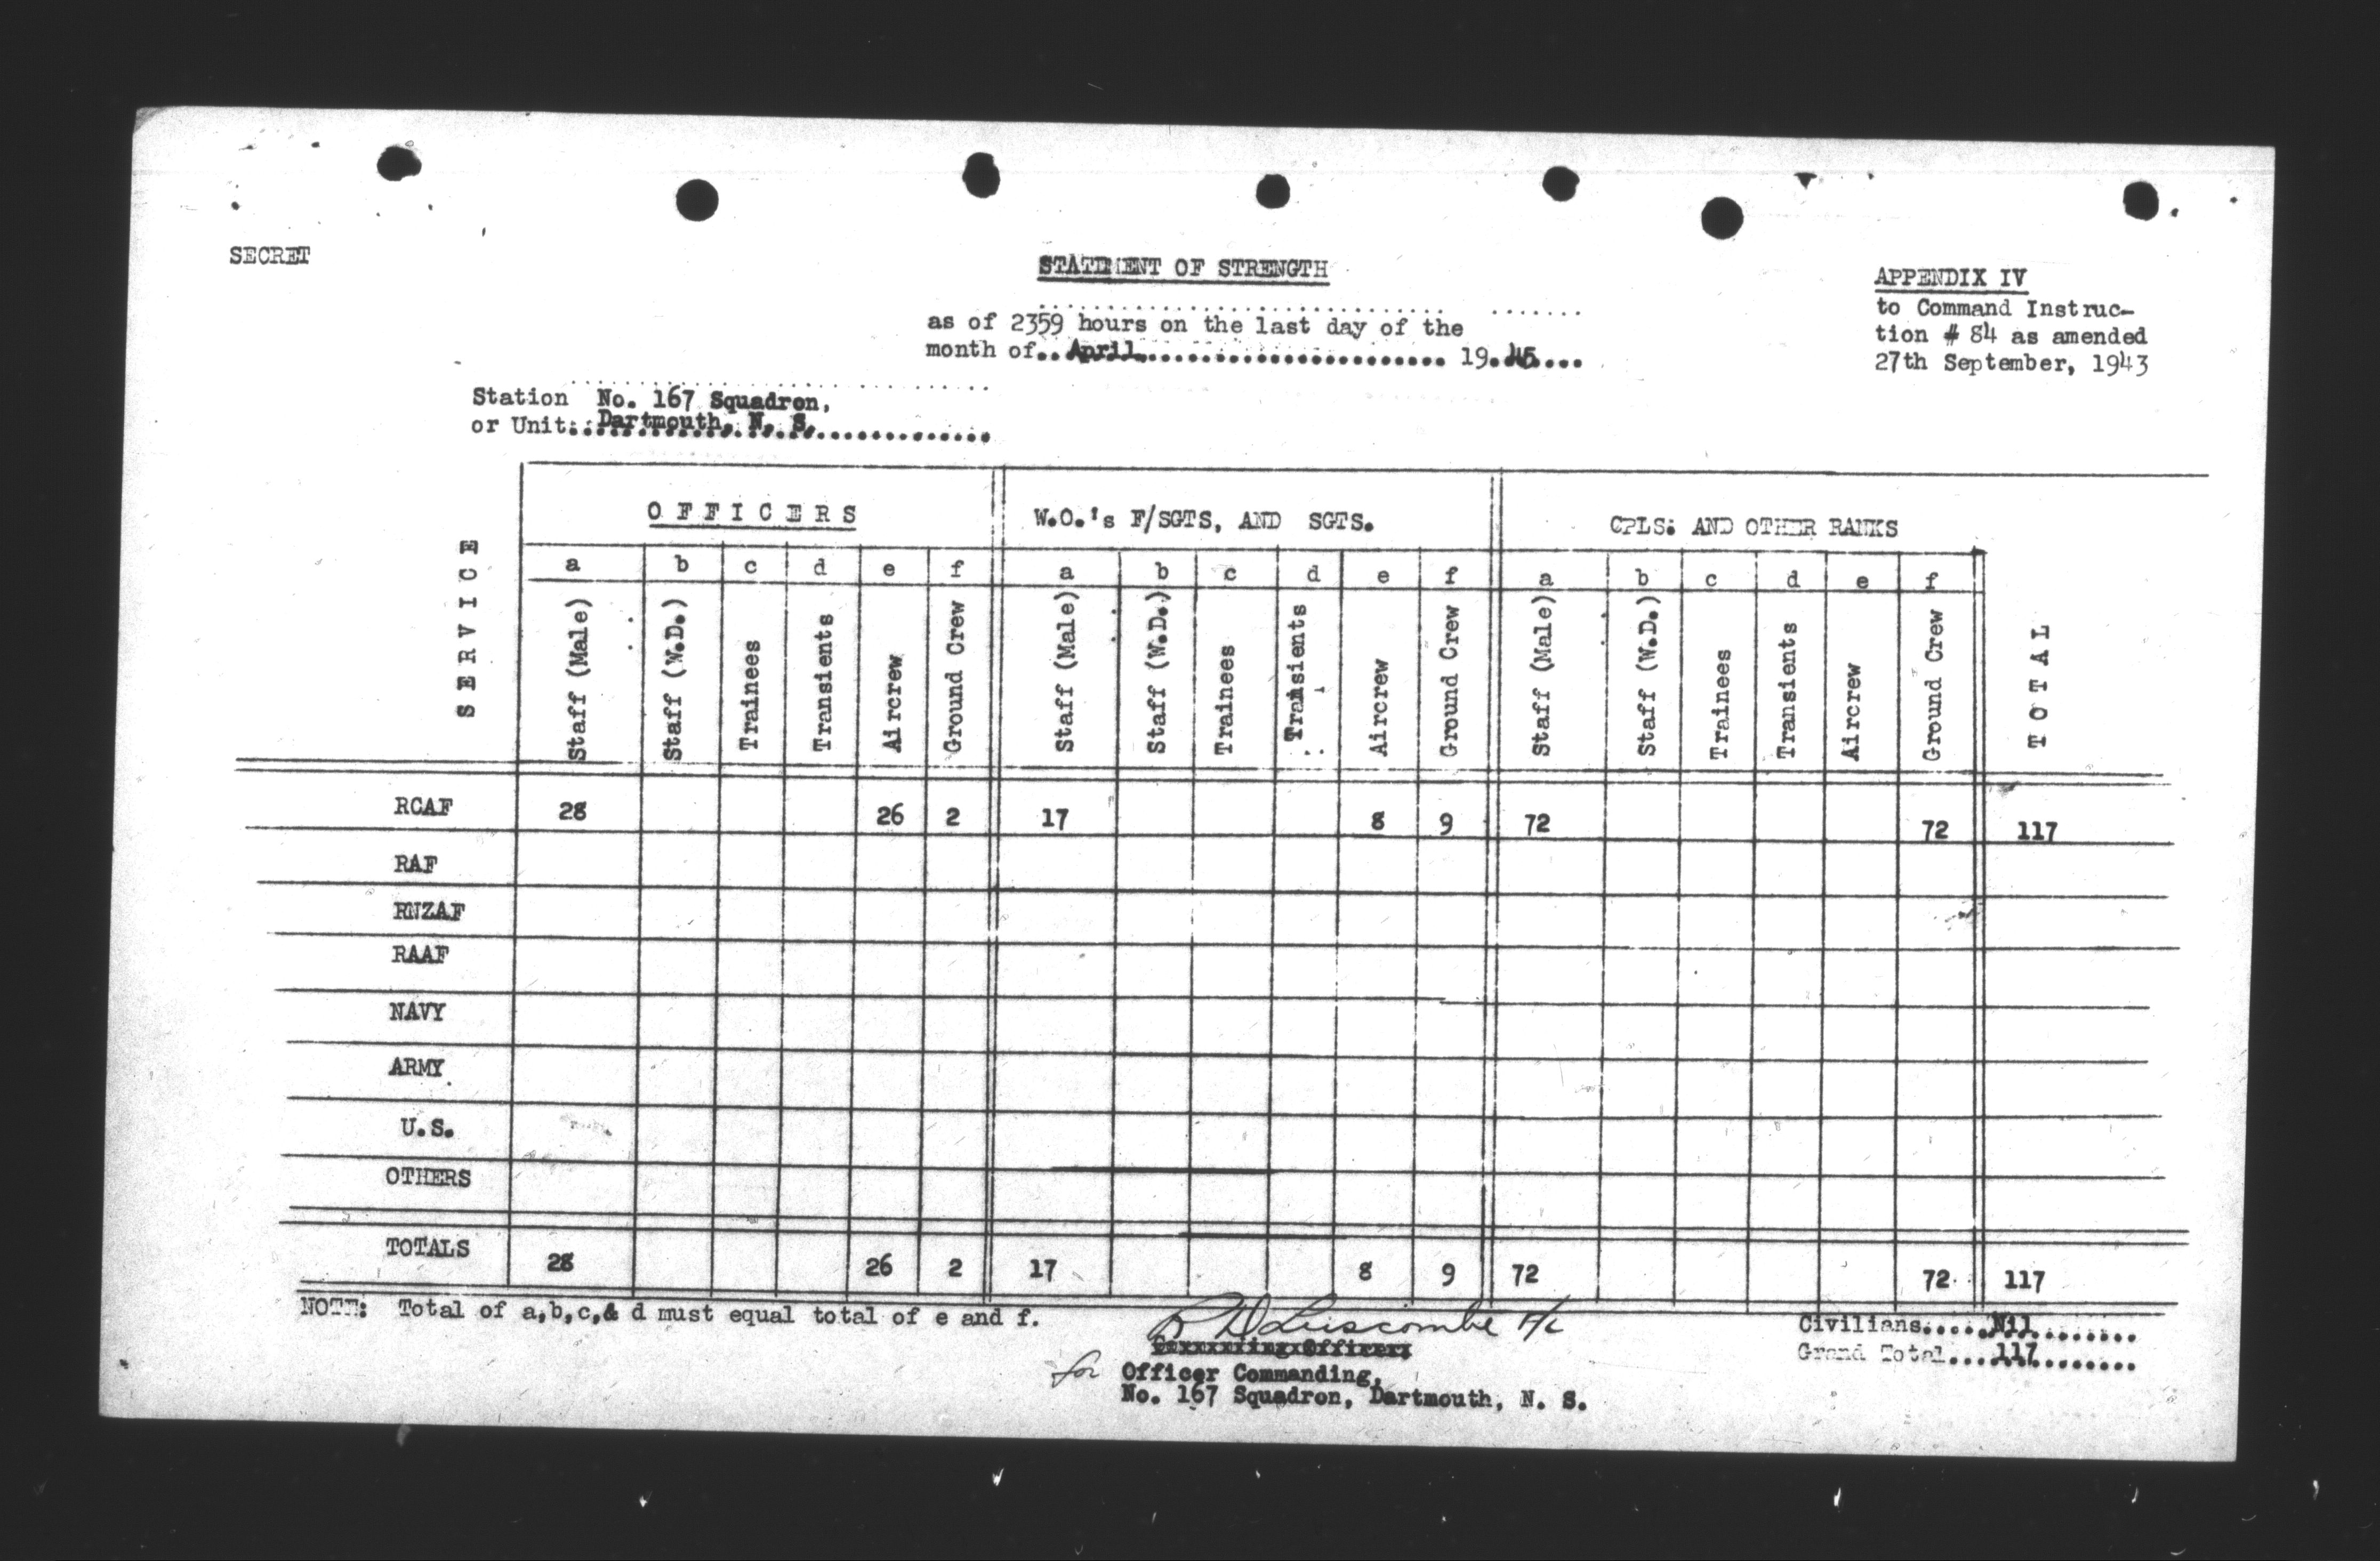 SECRET
STATEMENT OF STRENGTH
as of 2359 hours on the last day of the
month of..April........................... 19.45...
APPENDIX IV
to Command Instruc-
tion # 84 as amended
27th September, 1943
Station No. 167 Squadron,
or Unit..Dartmouth, N. S...............
SERVICE
OFFICERS
W.O.'s F/SGTS, AND SGTS.
CPLS: AND OTHER RANKS
TOTAL
a b c d e f a b c d e f a b c d e f
Staff (Male) Staff (W.D.) Trainees Transients Aircrew Ground Crew Staff (Male) Staff (W.D.) Trainees Transients Aircrew Ground Crew Staff (Male) Staff (W.D.) Trainees Transients Aircrew Ground Crew
RCAF 28 26 2 17 8 9 72 72 117
RAF
RNZAF
RAAF
NAVY
ARMY
U.S.
OTHERS
TOTALS 28 26 2 17 8 9 72 72 117
NOTE: Total of a,b,c,& d must equal total of e and f.
Luscombe F/L
for Officer Commanding,
No. 167 Squadron, Dartmouth, N. S.
Civilians.....Nil..........
Grand Total....117..........